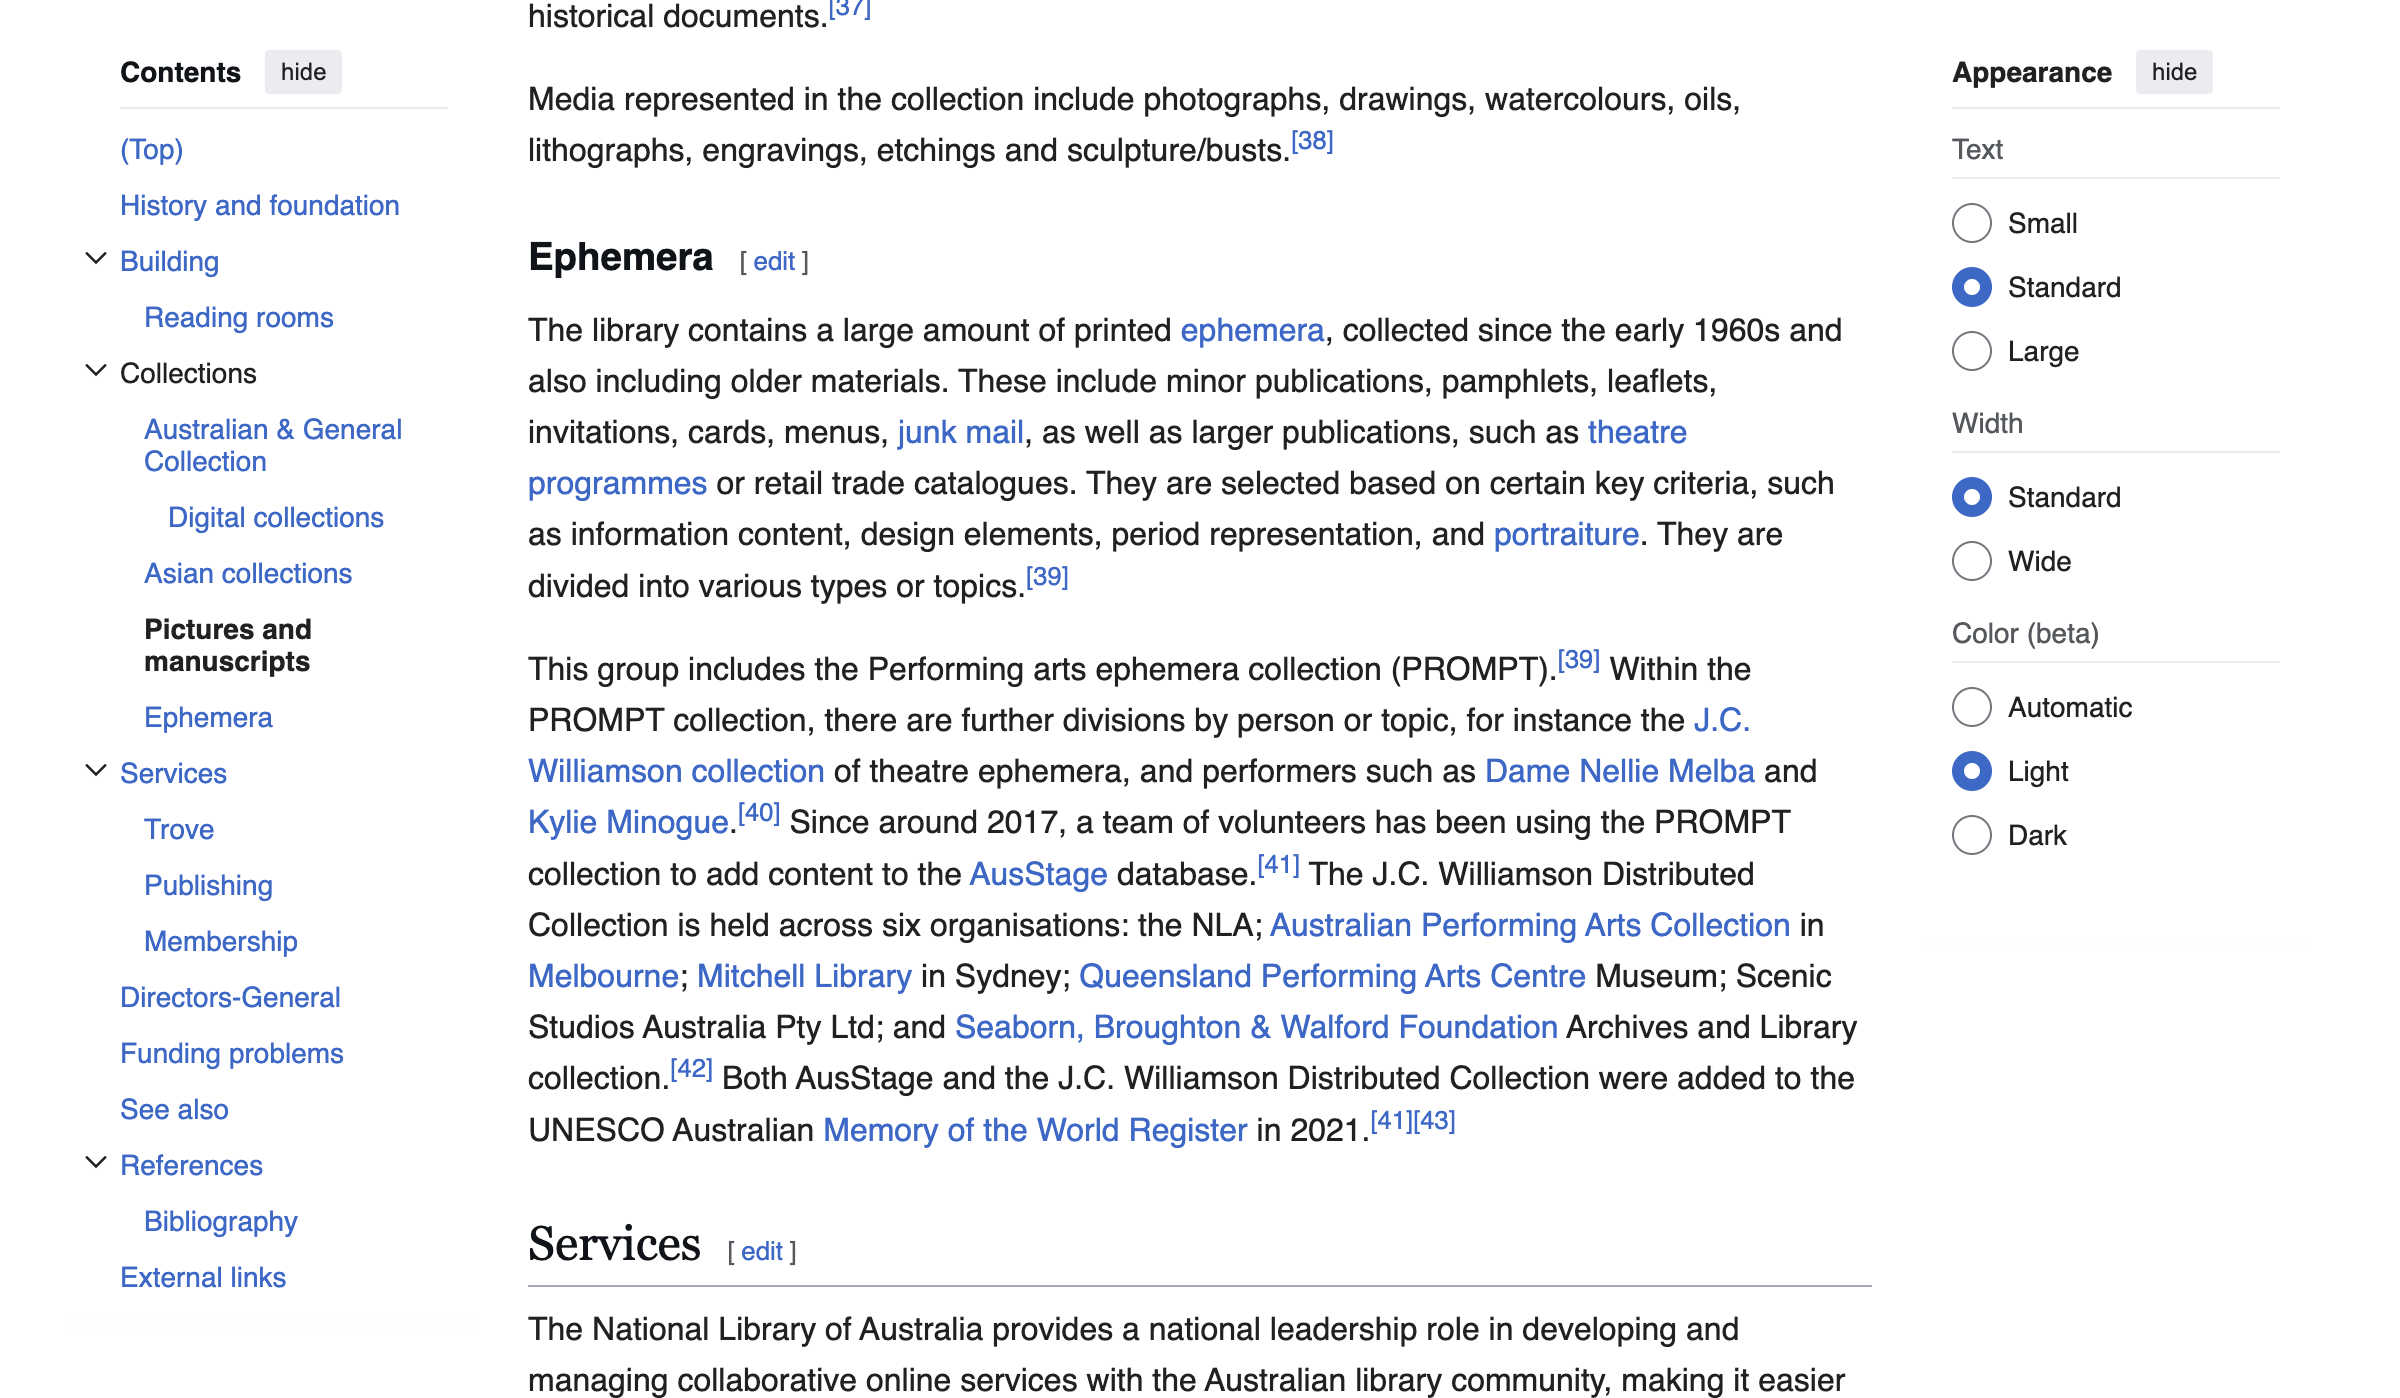 historical documents.[37]
Contents hide
(Top)
History and foundation
Building
Reading rooms
Collections
Australian & General
Collection
Digital collections
Asian collections
Pictures and
manuscripts
Ephemera
Services
Trove
Publishing
Membership
Directors-General
Funding problems
See also
References
Bibliography
External links
Media represented in the collection include photographs, drawings, watercolours, oils,
lithographs, engravings, etchings and sculpture/busts.[38]
Ephemera [ edit ]
The library contains a large amount of printed ephemera, collected since the early 1960s and
also including older materials. These include minor publications, pamphlets, leaflets,
invitations, cards, menus, junk mail, as well as larger publications, such as theatre
programmes or retail trade catalogues. They are selected based on certain key criteria, such
as information content, design elements, period representation, and portraiture. They are
divided into various types or topics.[39]
This group includes the Performing arts ephemera collection (PROMPT).[39] Within the
PROMPT collection, there are further divisions by person or topic, for instance the J.C.
Williamson collection of theatre ephemera, and performers such as Dame Nellie Melba and
Kylie Minogue.[40] Since around 2017, a team of volunteers has been using the PROMPT
collection to add content to the AusStage database.[41] The J.C. Williamson Distributed
Collection is held across six organisations: the NLA; Australian Performing Arts Collection in
Melbourne; Mitchell Library in Sydney; Queensland Performing Arts Centre Museum; Scenic
Studios Australia Pty Ltd; and Seaborn, Broughton & Walford Foundation Archives and Library
collection.[42] Both AusStage and the J.C. Williamson Distributed Collection were added to the
UNESCO Australian Memory of the World Register in 2021.[41][43]
Services [ edit ]
The National Library of Australia provides a national leadership role in developing and
managing collaborative online services with the Australian library community, making it easier
Appearance hide
Text
Small
Standard
Large
Width
Standard
Wide
Color (beta)
Automatic
Light
Dark